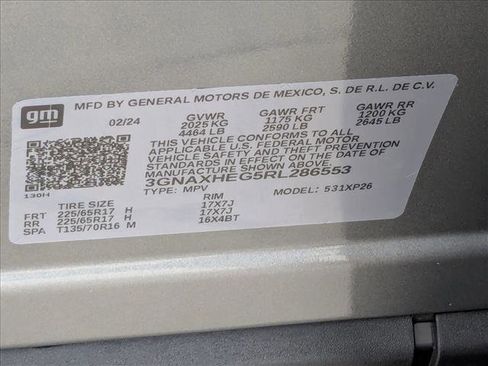 gm
MFD BY GENERAL MOTORS DE MEXICO, S. DE R.L. DE C.V.
02/24 GVWR GAWR FRT GAWR RR
2025 KG 1175 KG 1200 KG
4464 LB 2590 LB 2645 LB
THIS VEHICLE CONFORMS TO ALL
APPLICABLE U.S. FEDERAL MOTOR
VEHICLE SAFETY AND THEFT PREVENTION
STANDARDS IN EFFECT ON THE DATE OF
MANUFACTURE SHOWN ABOVE.
3GNAXHEG5RL286553
130H
TYPE: MPV MODEL: 531XP26
TIRE SIZE RIM
FRT 225/65R17 H 17X7J
RR 225/65R17 H 17X7J
SPA T135/70R16 M 16X4BT